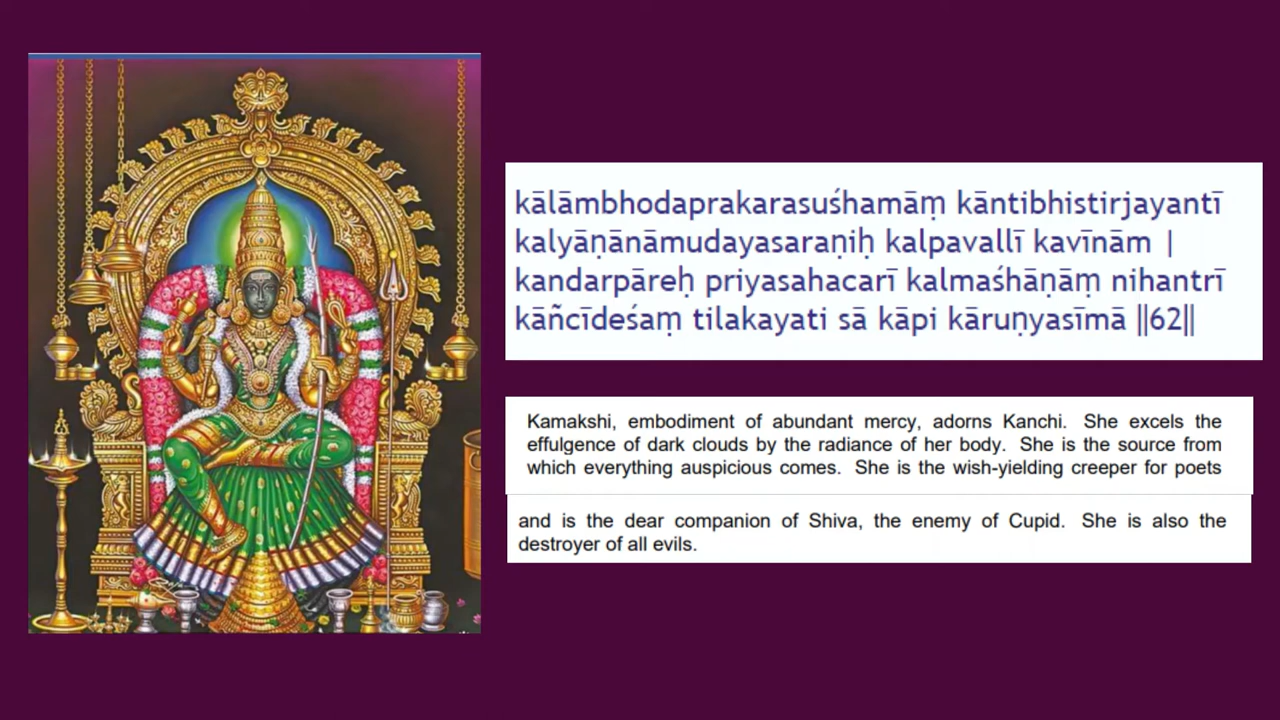 kālāmbhodaprakarasuśhamāṃ kāntibhistirjayantī
kalyāṇānāmudayasaraṇiḥ kalpavallī kavīnām |
kandarpāreḥ priyasahacarī kalmaśhāṇāṃ nihantrī
kāñcīdeśaṃ tilakayati sā kāpi kāruṇyasīmā ||62||
Kamakshi, embodiment of abundant mercy, adorns Kanchi. She excels the
effulgence of dark clouds by the radiance of her body. She is the source from
which everything auspicious comes. She is the wish-yielding creeper for poets
and is the dear companion of Shiva, the enemy of Cupid. She is also the
destroyer of all evils.